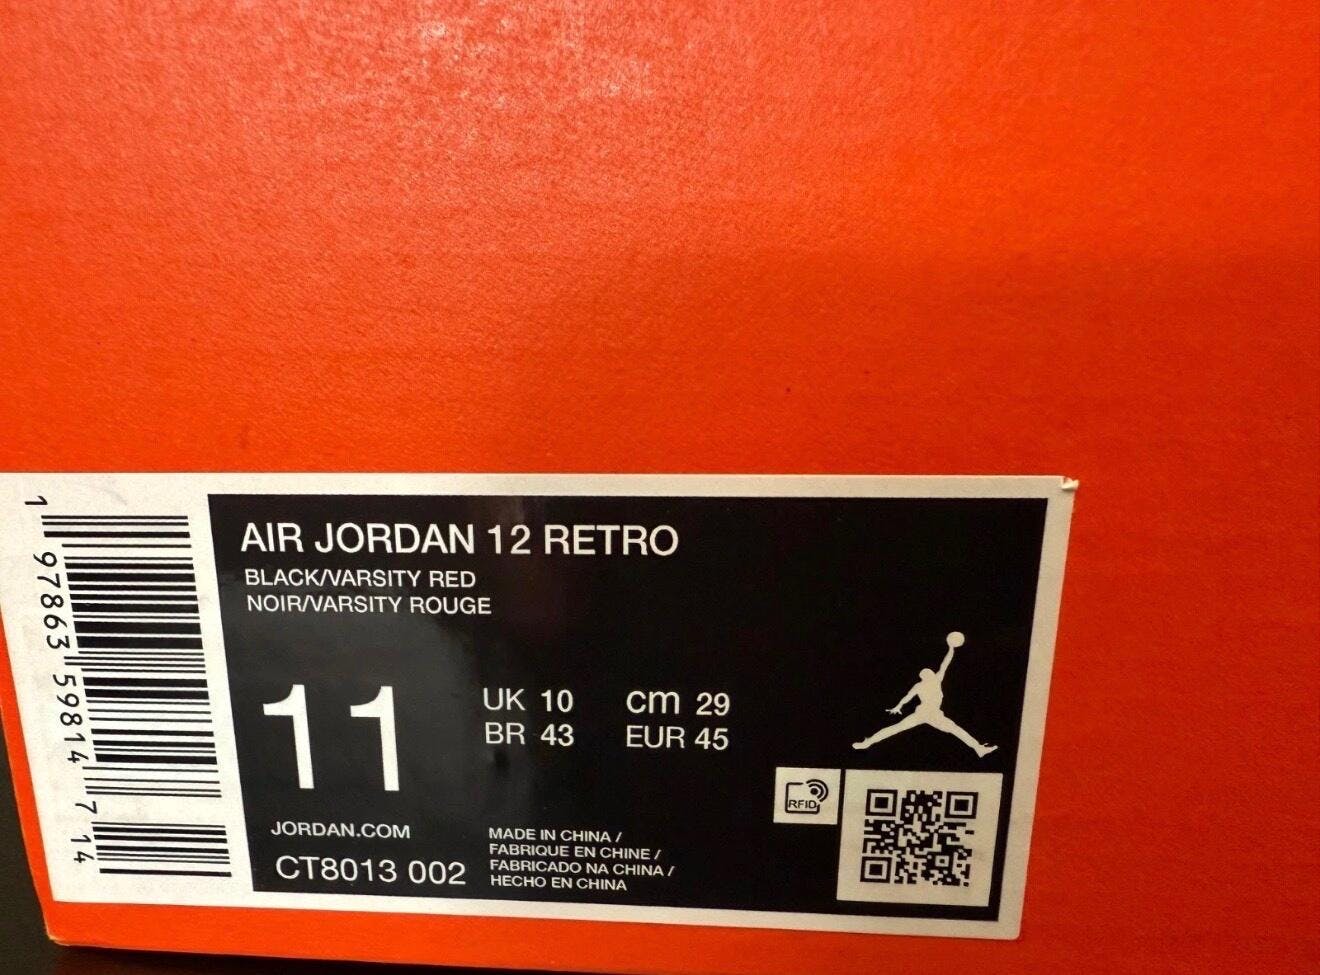 AIR JORDAN 12 RETRO
BLACK/VARSITY RED
NOIR/VARSITY ROUGE
11
UK 10 cm 29
BR 43 EUR 45
RFID
JORDAN.COM
CT8013 002
MADE IN CHINA /
FABRIQUE EN CHINE /
FABRICADO NA CHINA /
HECHO EN CHINA
1 97863 59814 7 14